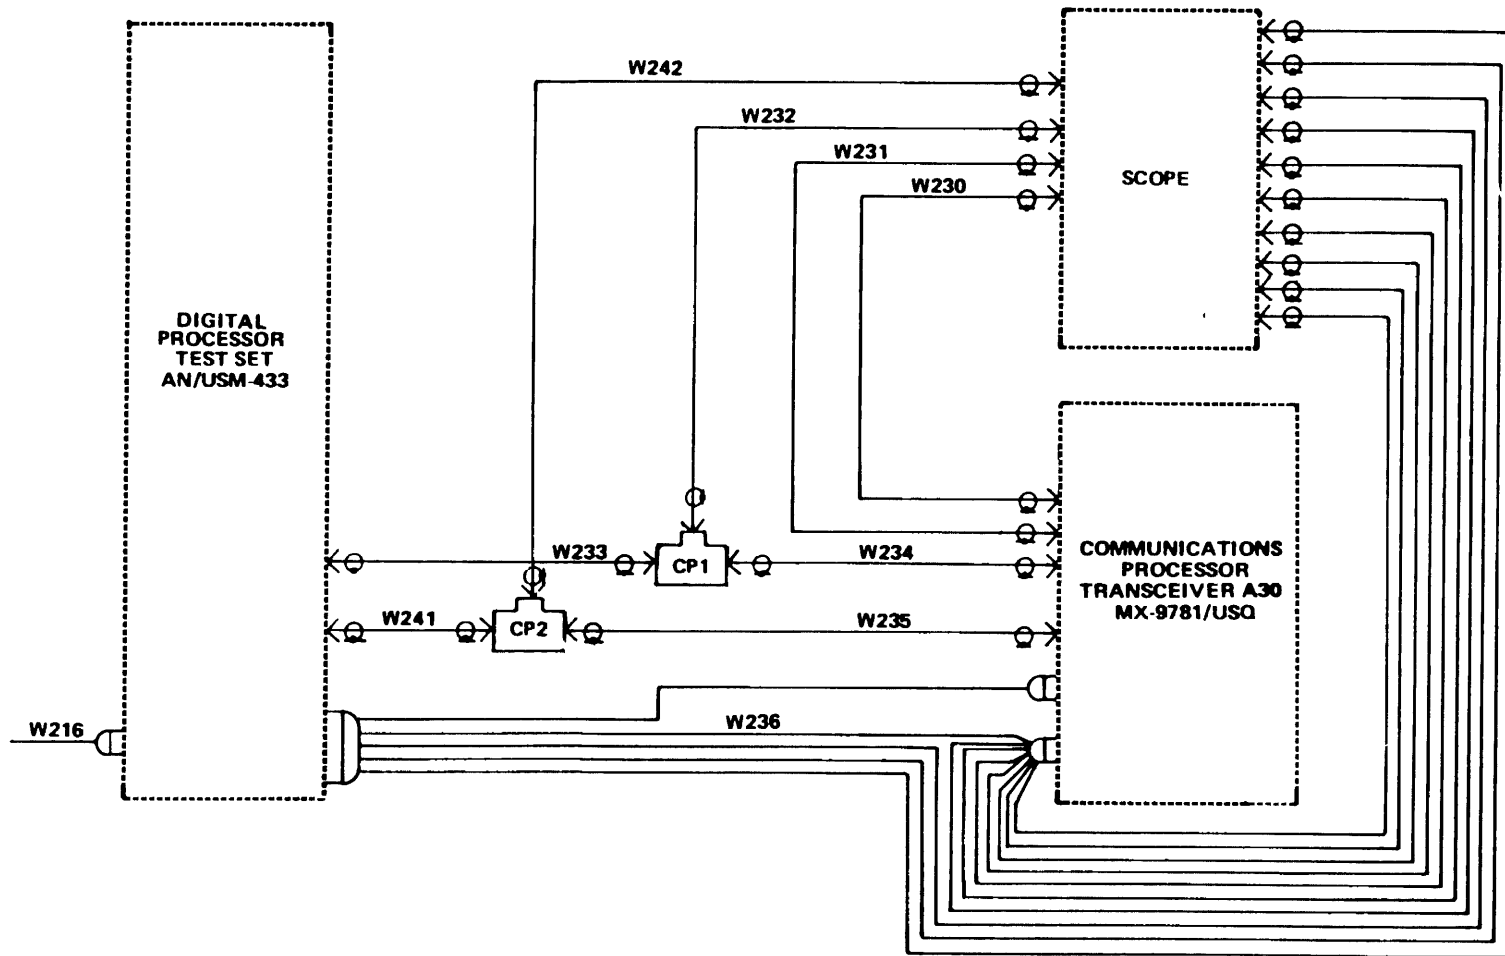 W242
W232
W231
W230
SCOPE
DIGITAL
PROCESSOR
TEST SET
AN/USM-433
W233
CP1
W234
COMMUNICATIONS
PROCESSOR
TRANSCEIVER A30
MX-9781/USQ
W241
CP2
W235
W216
W236